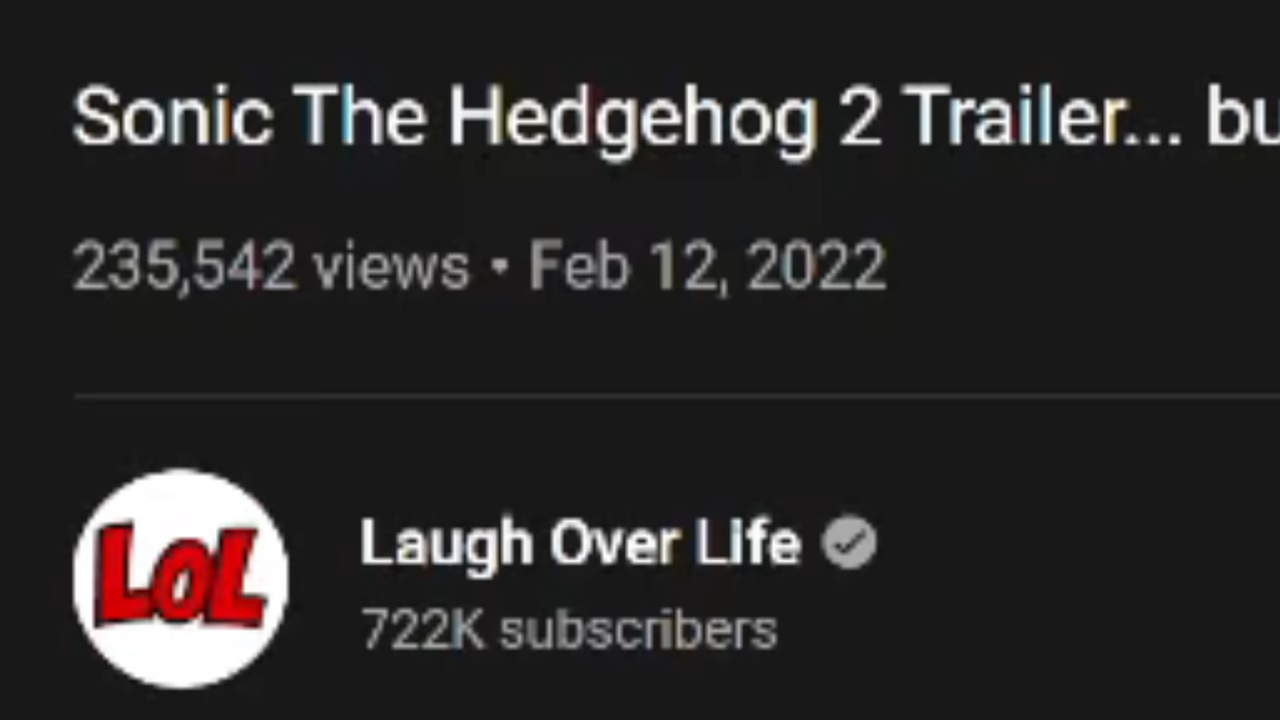 Sonic The Hedgehog 2 Trailer... bu
235,542 views • Feb 12, 2022
LOL
Laugh Over Life
722K subscribers